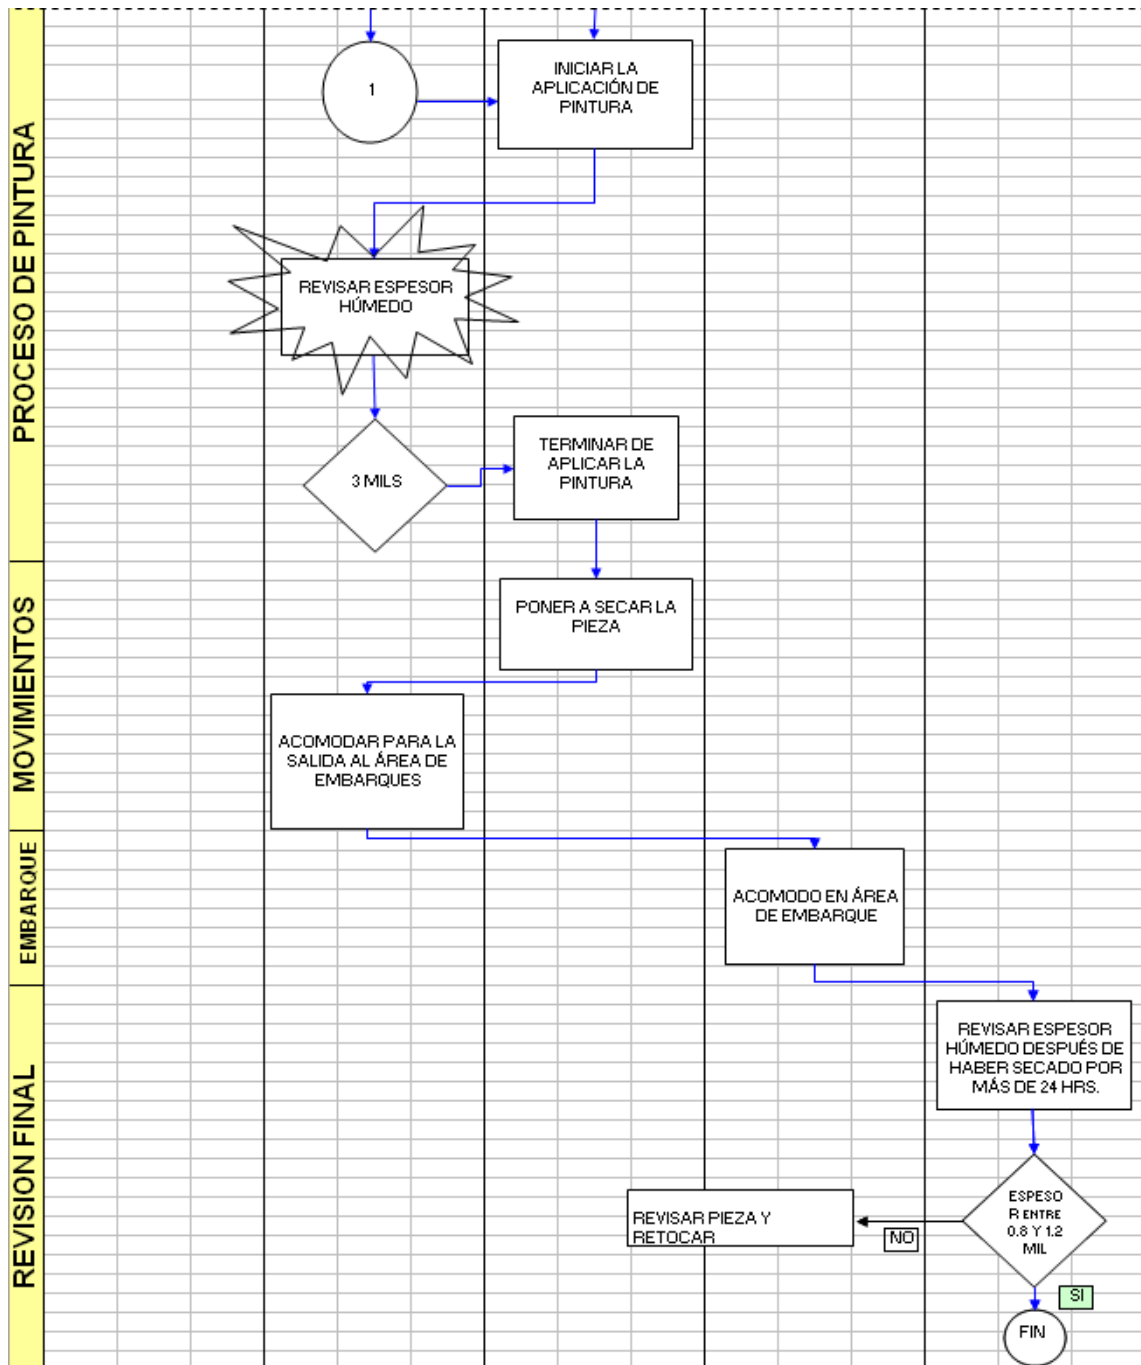 PROCESO DE PINTURA
1
INICIAR LA
APLICACIÓN DE
PINTURA
REVISAR ESPESOR
HÚMEDO
3 MILS
TERMINAR DE
APLICAR LA
PINTURA
MOVIMIENTOS
PONER A SECAR LA
PIEZA
ACOMODAR PARA LA
SALIDA AL ÁREA DE
EMBARQUES
EMBARQUE
ACOMODO EN ÁREA
DE EMBARQUE
REVISION FINAL
REVISAR ESPESOR
HÚMEDO DESPUÉS DE
HABER SECADO POR
MÁS DE 24 HRS.
ESPESO
R ENTRE
0.8 Y 1.2
MIL
NO
REVISAR PIEZA Y
RETOCAR
SI
FIN